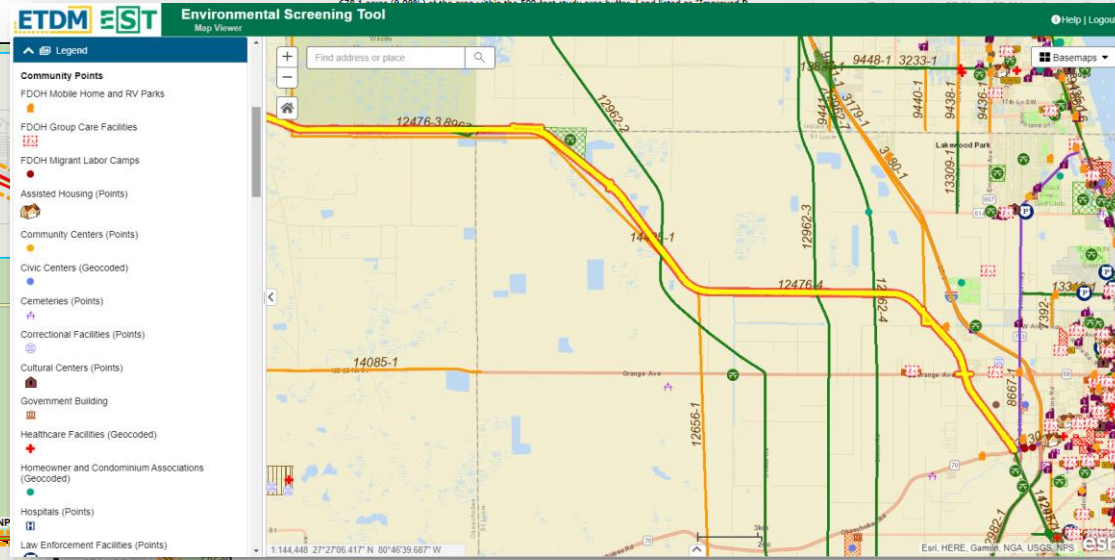 ETDM EST
Environmental Screening Tool
Map Viewer
Help | Logout
Legend
Community Points
FDOH Mobile Home and RV Parks
FDOH Group Care Facilities
FDOH Migrant Labor Camps
Assisted Housing (Points)
Community Centers (Points)
Civic Centers (Geocoded)
Cemeteries (Points)
Correctional Facilities (Points)
Cultural Centers (Points)
Government Building
Healthcare Facilities (Geocoded)
Homeowner and Condominium Associations
(Geocoded)
Hospitals (Points)
Law Enforcement Facilities (Points)
Find address or place
Basemaps
9448-1 3233-1
12962-2
9440-1
9438-1
9436-1
3179-1
12962-7
3180-1
12476-3
Lakewood Park
13309-1
12962-3
12476-4
12962-4
14085-1
Orange Ave
12656-1
8667-1
7392-
1:144,448 27°27'06.417" N 80°46'39.687" W
3km
2mi
Esri, HERE, Garmin, NGA, USGS, NPS